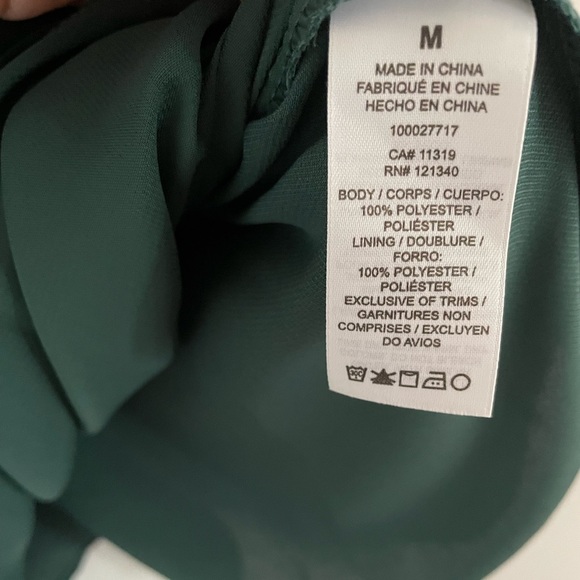 M
MADE IN CHINA
FABRIQUÉ EN CHINE
HECHO EN CHINA
100027717
CA# 11319
RN# 121340
BODY / CORPS / CUERPO:
100% POLYESTER /
POLIÉSTER
LINING / DOUBLURE /
FORRO:
100% POLYESTER /
POLIÉSTER
EXCLUSIVE OF TRIMS /
GARNITURES NON
COMPRISES / EXCLUYEN
DO AVIOS